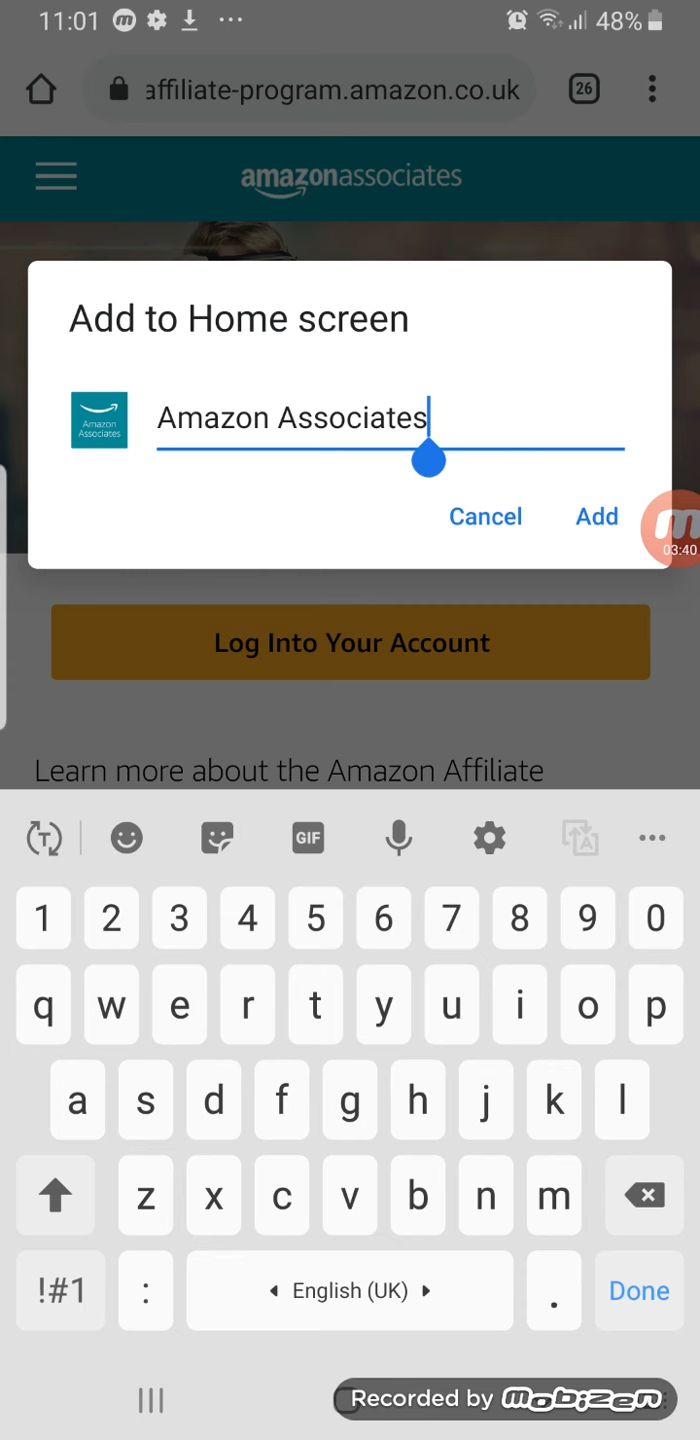 11:01 48%
affiliate-program.amazon.co.uk 26
amazonassociates
Add to Home screen
Amazon
Associates
Amazon Associates
Cancel Add
03:40
Log Into Your Account
Learn more about the Amazon Affiliate
GIF
1 2 3 4 5 6 7 8 9 0
q w e r t y u i o p
a s d f g h j k l
z x c v b n m
!#1 : English (UK) . Done
Recorded by mobizen